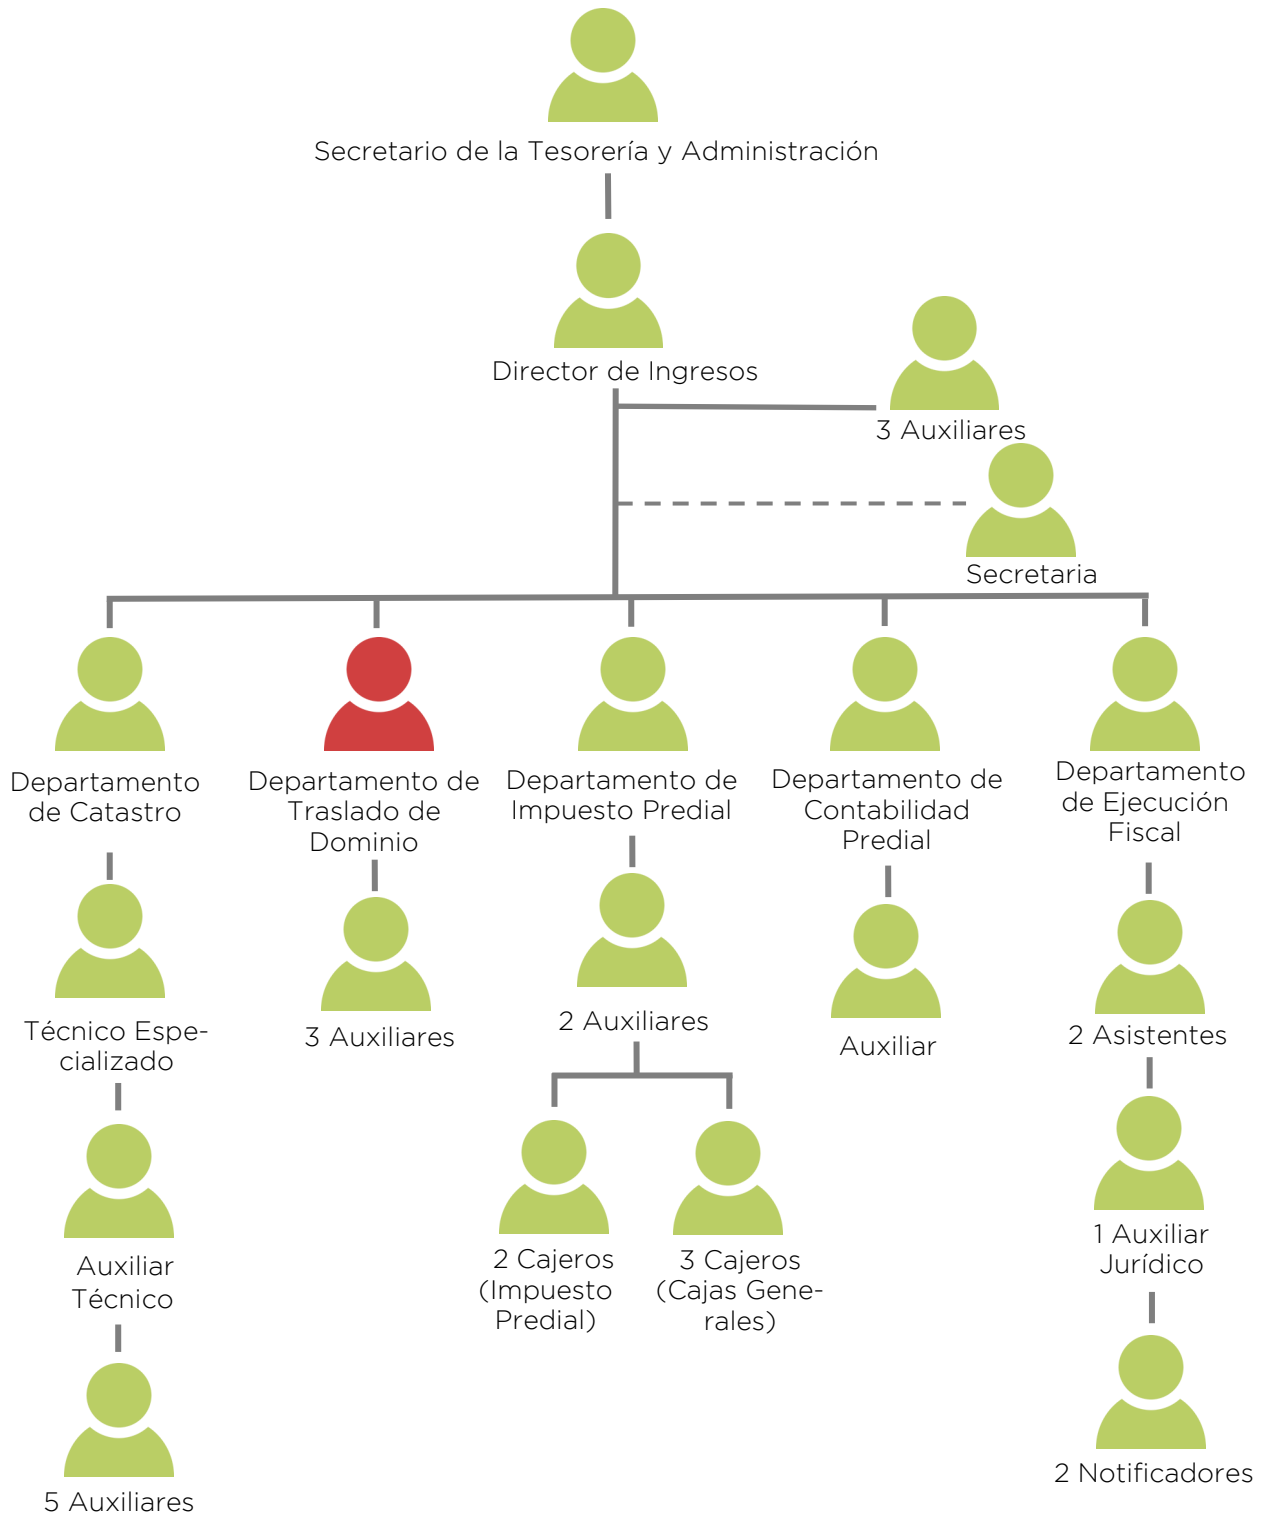 Secretario de la Tesorería y Administración
Director de Ingresos
3 Auxiliares
Secretaria
Departamento
de Catastro
Departamento de
Traslado de
Dominio
Departamento de
Impuesto Predial
Departamento de
Contabilidad
Predial
Departamento
de Ejecución
Fiscal
Técnico Espe-
cializado
3 Auxiliares
2 Auxiliares
Auxiliar
2 Asistentes
Auxiliar
Técnico
2 Cajeros
(Impuesto
Predial)
3 Cajeros
(Cajas Gene-
rales)
1 Auxiliar
Jurídico
5 Auxiliares
2 Notificadores